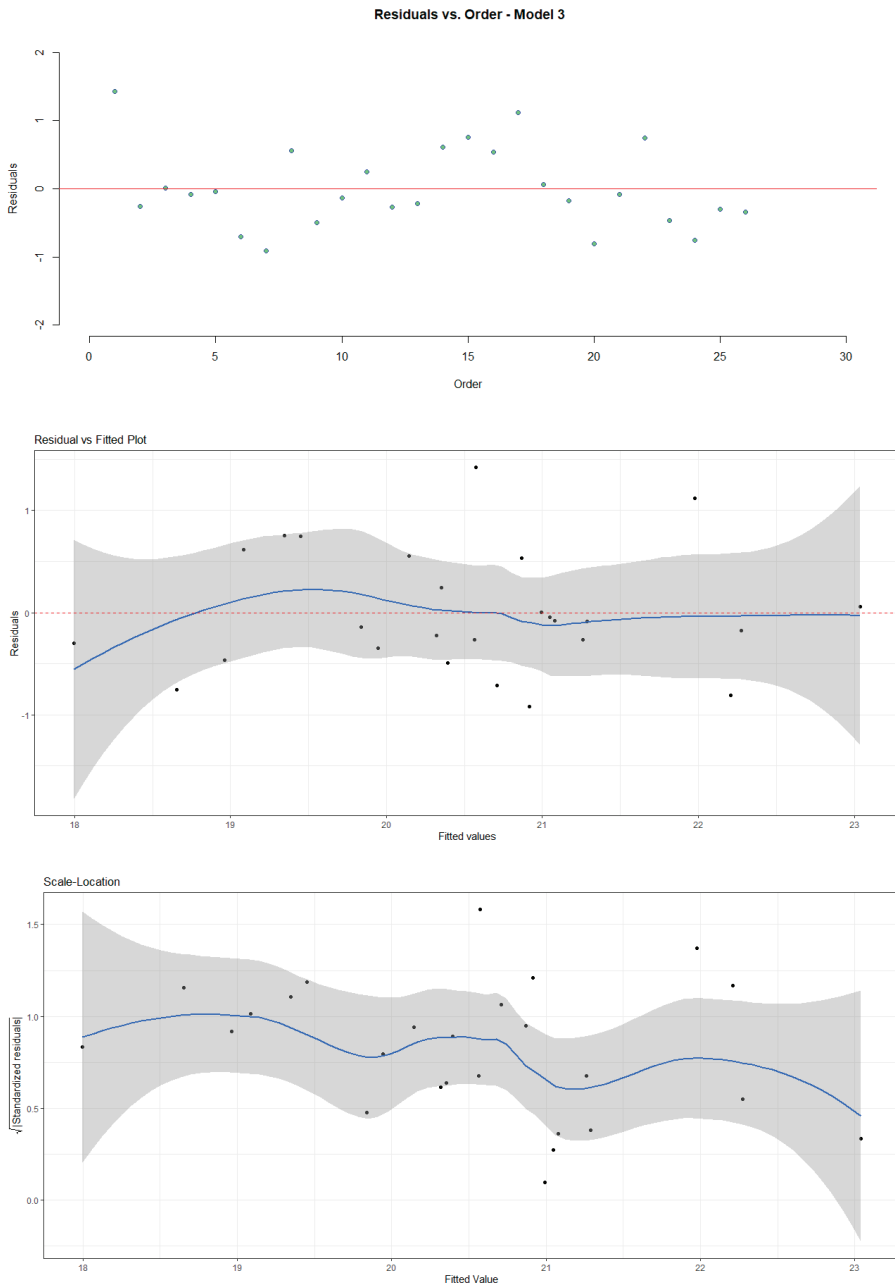 Residuals vs. Order - Model 3
2
1
0
-1
-2
Residuals
0 5 10 15 20 25 30
Order
Residual vs Fitted Plot
1
0
-1
Residuals
18 19 20 21 22 23
Fitted values
Scale-Location
1.5
1.0
0.5
0.0
√|Standardized residuals|
18 19 20 21 22 23
Fitted Value